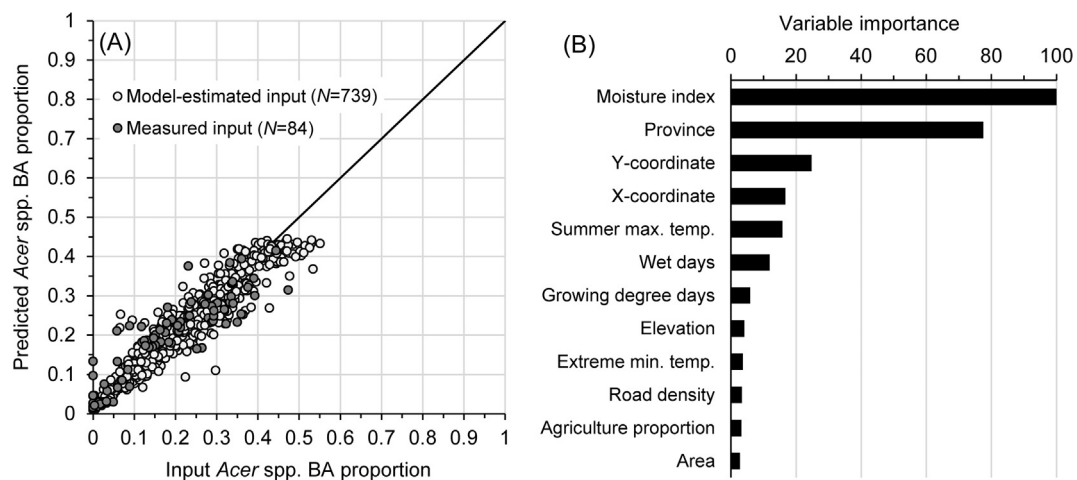 (A)
Model-estimated input (N=739)
Measured input (N=84)
Predicted Acer spp. BA proportion
1
0.9
0.8
0.7
0.6
0.5
0.4
0.3
0.2
0.1
0
0 0.1 0.2 0.3 0.4 0.5 0.6 0.7 0.8 0.9 1
Input Acer spp. BA proportion
(B)
Variable importance
0 20 40 60 80 100
Moisture index
Province
Y-coordinate
X-coordinate
Summer max. temp.
Wet days
Growing degree days
Elevation
Extreme min. temp.
Road density
Agriculture proportion
Area